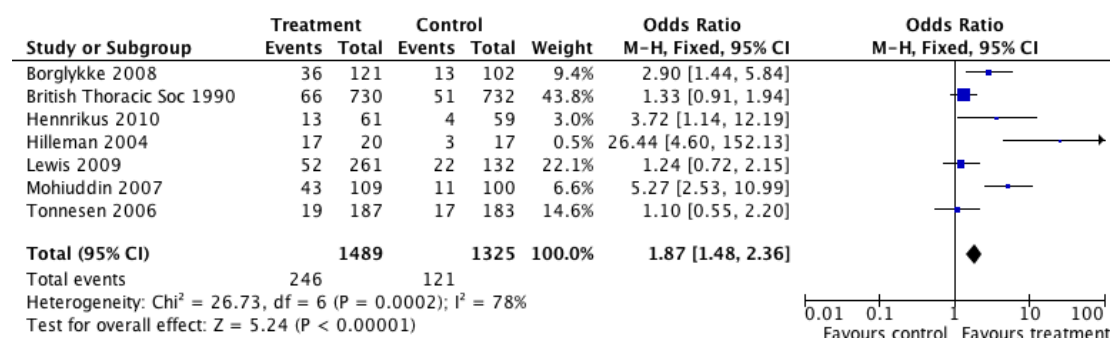 Treatment Control Odds Ratio Odds Ratio
Study or Subgroup Events Total Events Total Weight M-H, Fixed, 95% CI M-H, Fixed, 95% CI
Borglykke 2008 36 121 13 102 9.4% 2.90 [1.44, 5.84]
British Thoracic Soc 1990 66 730 51 732 43.8% 1.33 [0.91, 1.94]
Hennrikus 2010 13 61 4 59 3.0% 3.72 [1.14, 12.19]
Hilleman 2004 17 20 3 17 0.5% 26.44 [4.60, 152.13]
Lewis 2009 52 261 22 132 22.1% 1.24 [0.72, 2.15]
Mohiuddin 2007 43 109 11 100 6.6% 5.27 [2.53, 10.99]
Tonnesen 2006 19 187 17 183 14.6% 1.10 [0.55, 2.20]
Total (95% CI) 1489 1325 100.0% 1.87 [1.48, 2.36]
Total events 246 121
Heterogeneity: Chi² = 26.73, df = 6 (P = 0.0002); I² = 78%
Test for overall effect: Z = 5.24 (P < 0.00001)
0.01 0.1 1 10 100
Favours control Favours treatment